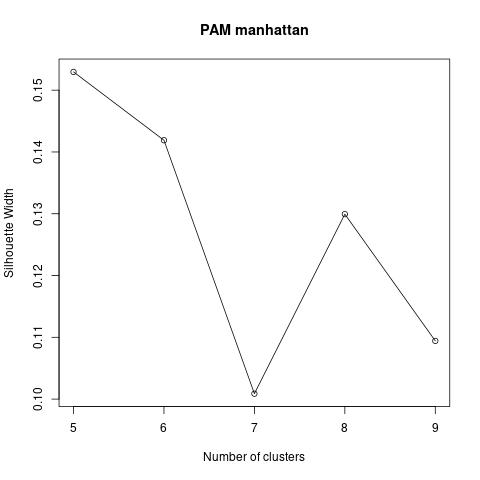 PAM manhattan
Silhouette Width
0.15
0.14
0.13
0.12
0.11
0.10
5 6 7 8 9
Number of clusters